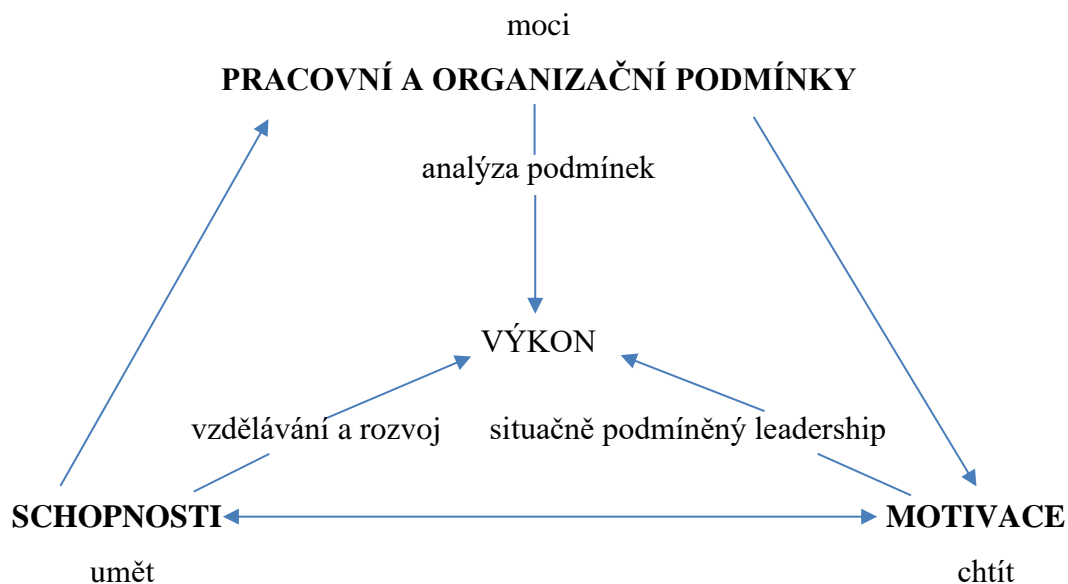 moci
PRACOVNÍ A ORGANIZAČNÍ PODMÍNKY
analýza podmínek
VÝKON
vzdělávání a rozvoj
situačně podmíněný leadership
SCHOPNOSTI
MOTIVACE
umět
chtít